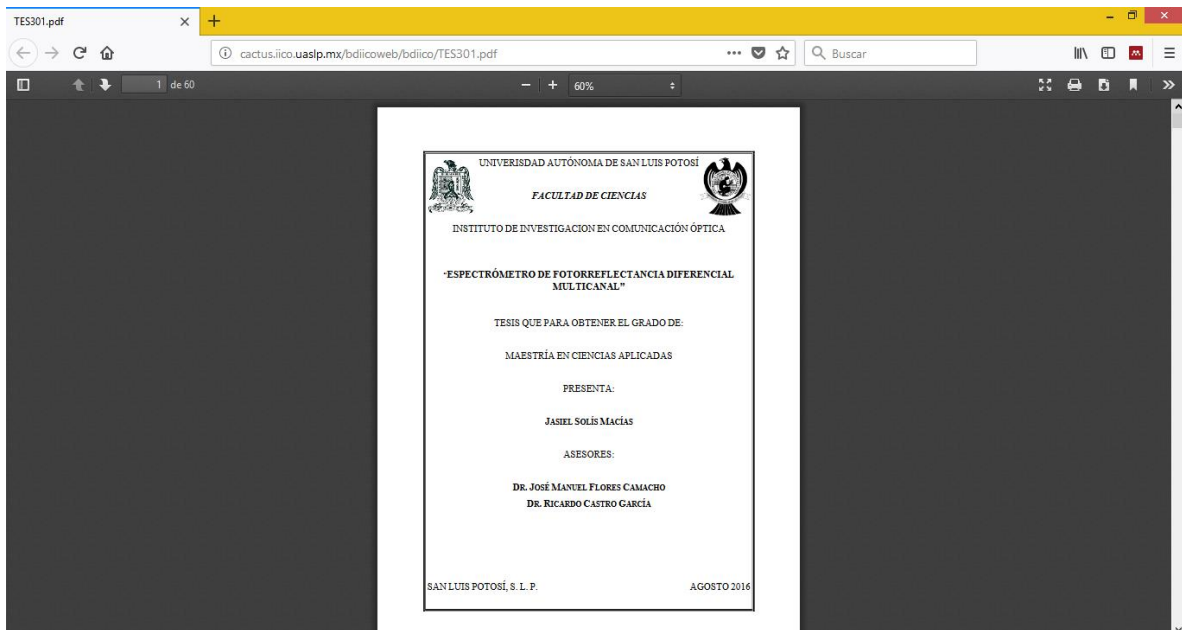 TES301.pdf
cactus.iico.uaslp.mx/bdiicoweb/bdiico/TES301.pdf
Buscar
1 de 60
60%
UNIVERISDAD AUTÓNOMA DE SAN LUIS POTOSÍ
FACULTAD DE CIENCIAS
INSTITUTO DE INVESTIGACION EN COMUNICACIÓN ÓPTICA
"ESPECTRÓMETRO DE FOTORREFLECTANCIA DIFERENCIAL
MULTICANAL"
TESIS QUE PARA OBTENER EL GRADO DE:
MAESTRÍA EN CIENCIAS APLICADAS
PRESENTA:
JASIEL SOLÍS MACÍAS
ASESORES:
DR. JOSÉ MANUEL FLORES CAMACHO
DR. RICARDO CASTRO GARCÍA
SAN LUIS POTOSÍ, S. L. P. AGOSTO 2016